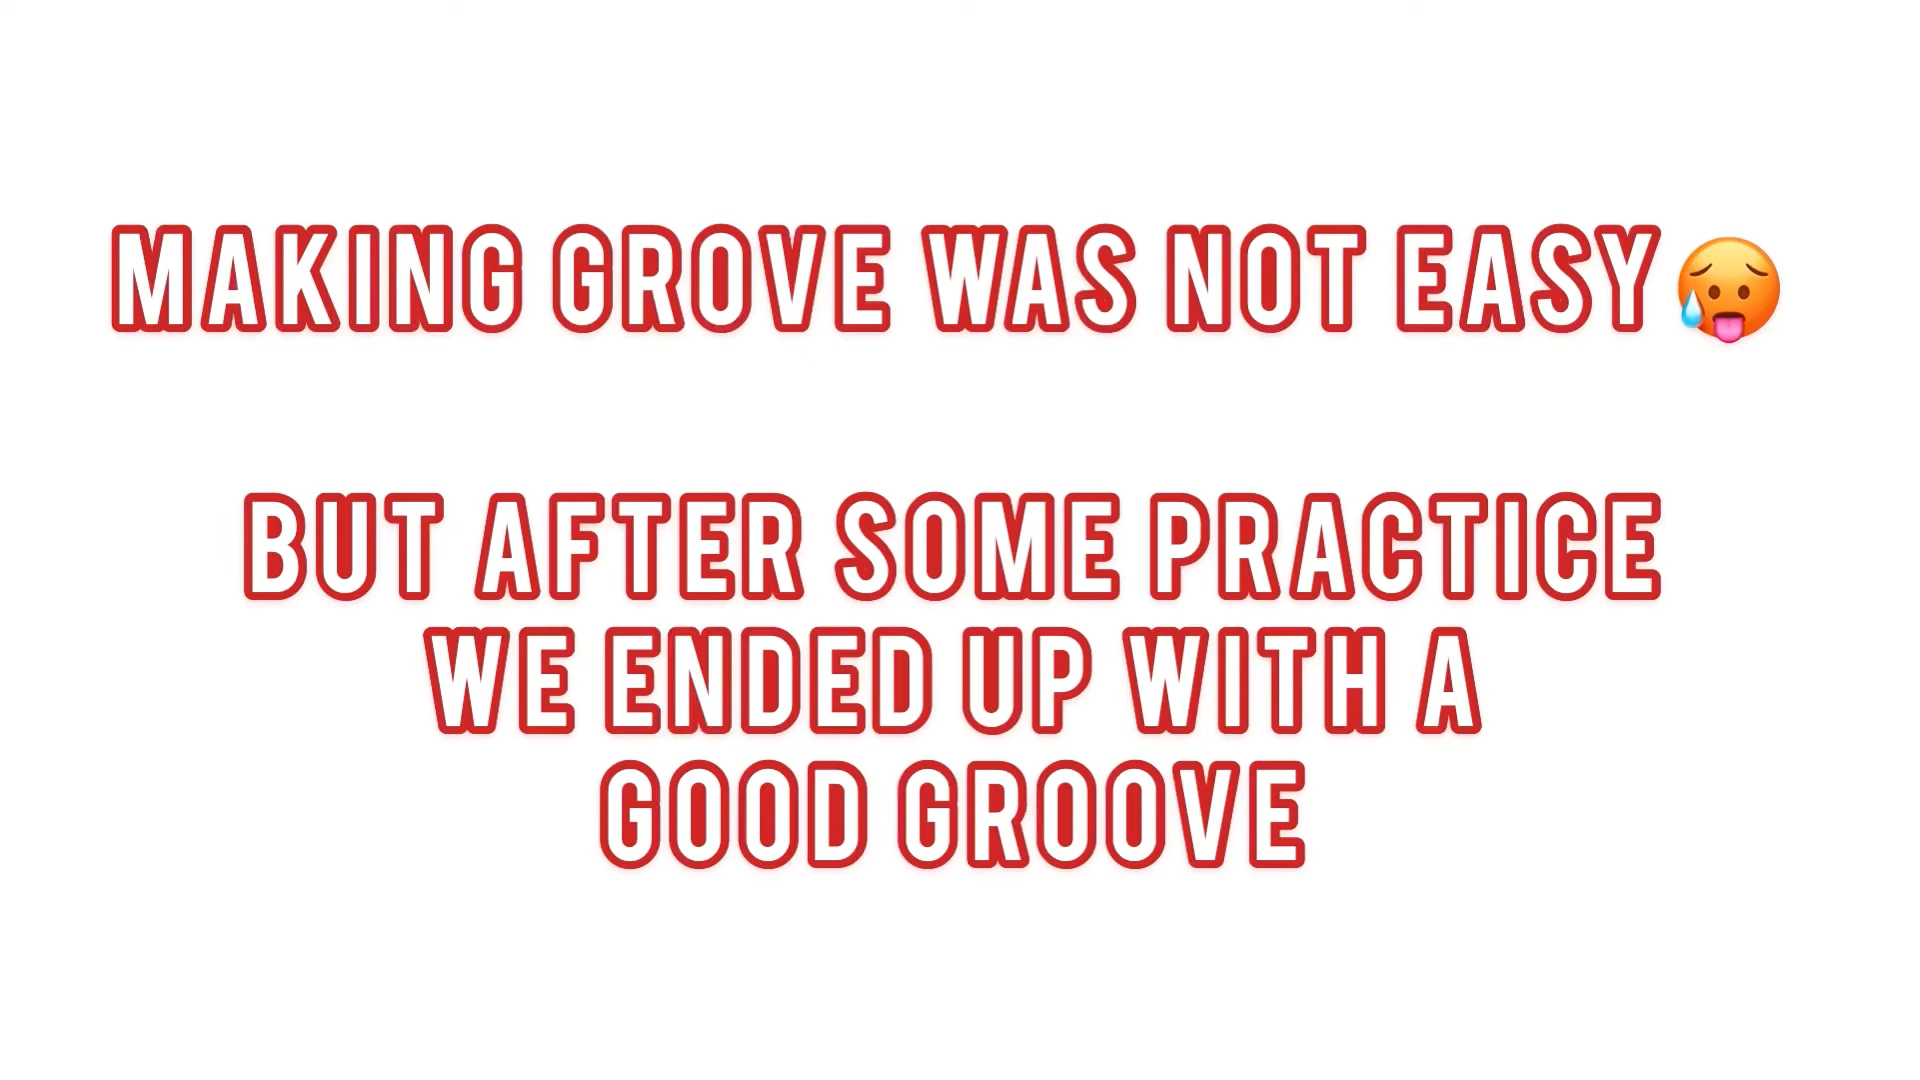 MAKING GROVE WAS NOT EASY🥵
BUT AFTER SOME PRACTICE
WE ENDED UP WITH A
GOOD GROOVE